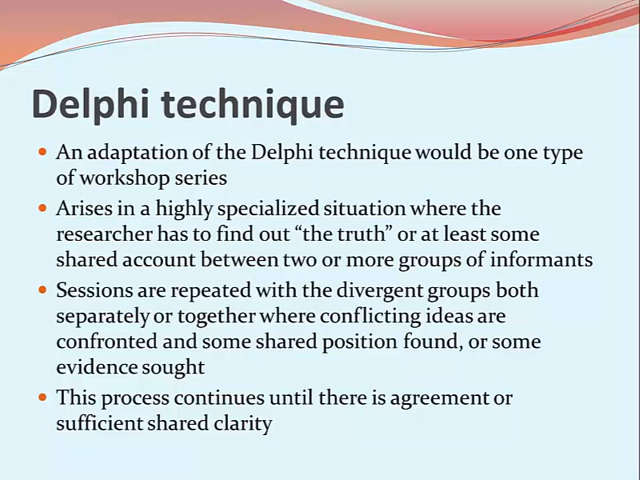 Delphi technique
An adaptation of the Delphi technique would be one type
of workshop series
Arises in a highly specialized situation where the
researcher has to find out “the truth” or at least some
shared account between two or more groups of informants
Sessions are repeated with the divergent groups both
separately or together where conflicting ideas are
confronted and some shared position found, or some
evidence sought
This process continues until there is agreement or
sufficient shared clarity